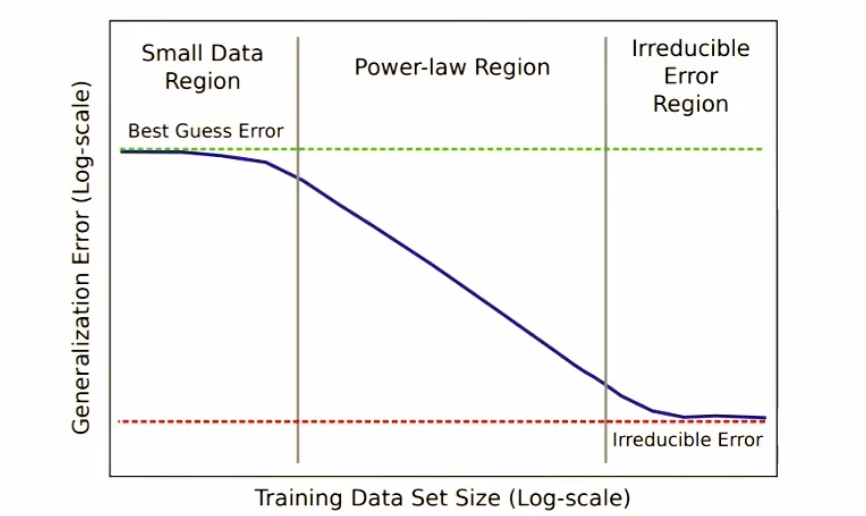 Small Data
Region
Power-law Region
Irreducible
Error
Region
Best Guess Error
Generalization Error (Log-scale)
Irreducible Error
Training Data Set Size (Log-scale)